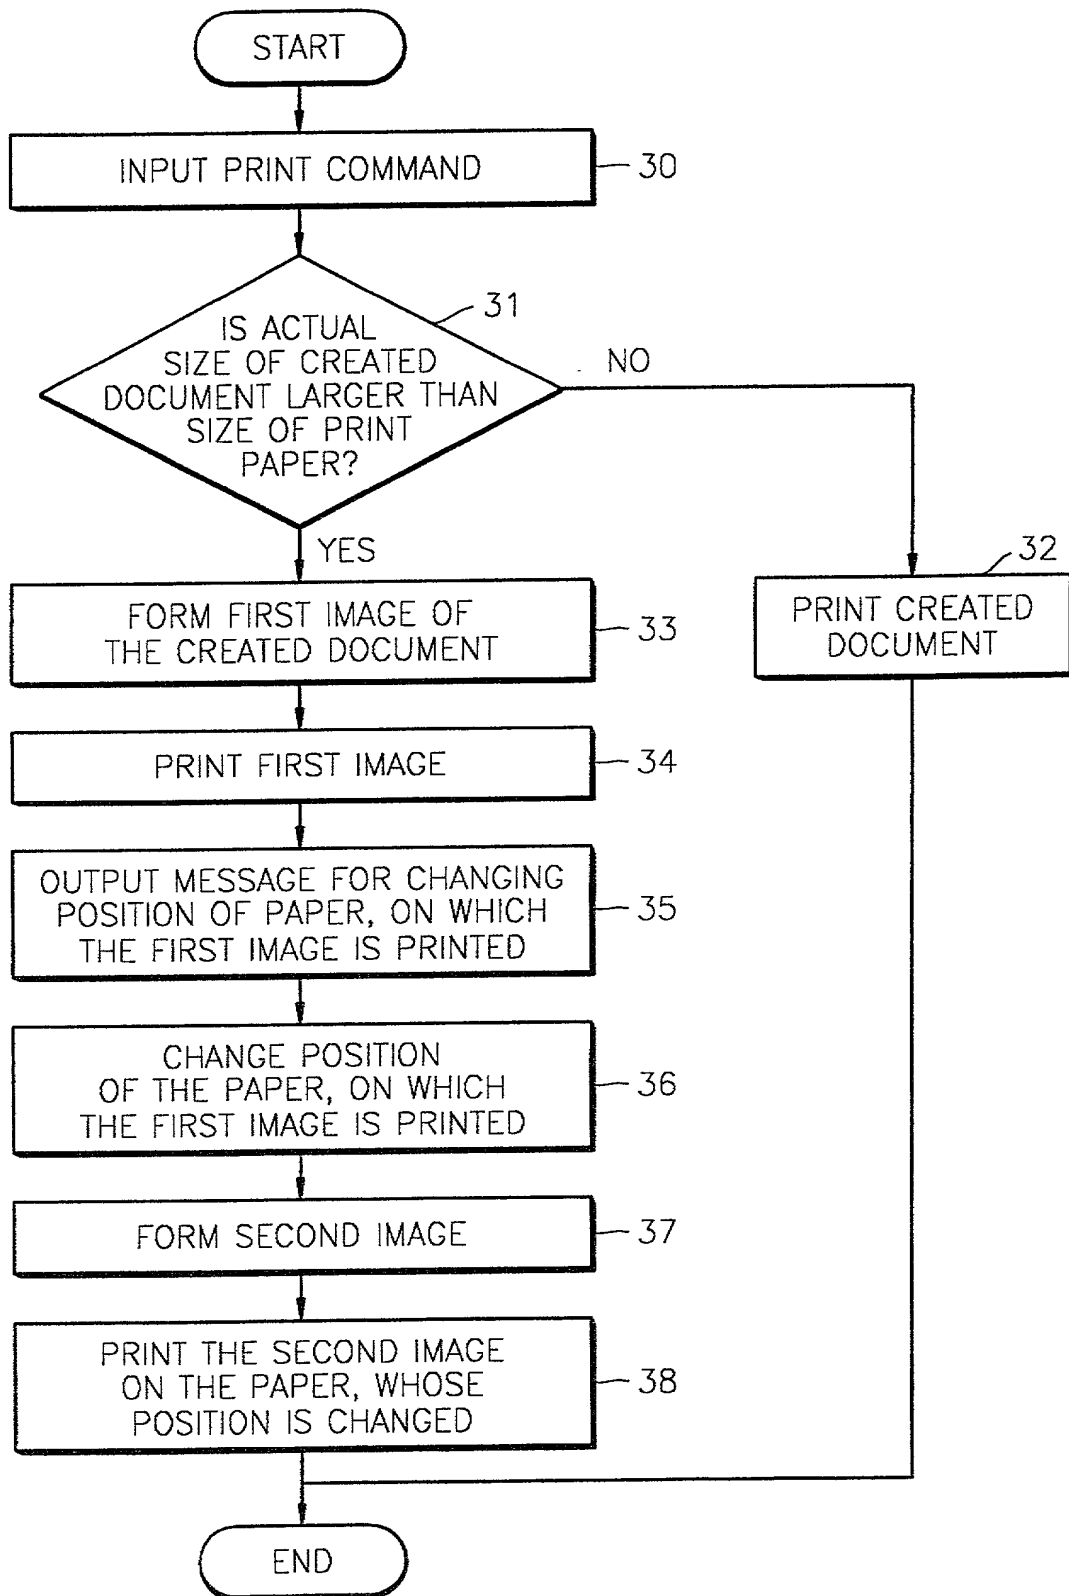 START
INPUT PRINT COMMAND
30
31
IS ACTUAL
SIZE OF CREATED
DOCUMENT LARGER THAN
SIZE OF PRINT
PAPER?
NO
YES
32
PRINT CREATED
DOCUMENT
FORM FIRST IMAGE OF
THE CREATED DOCUMENT
33
PRINT FIRST IMAGE
34
OUTPUT MESSAGE FOR CHANGING
POSITION OF PAPER, ON WHICH
THE FIRST IMAGE IS PRINTED
35
CHANGE POSITION
OF THE PAPER, ON WHICH
THE FIRST IMAGE IS PRINTED
36
FORM SECOND IMAGE
37
PRINT THE SECOND IMAGE
ON THE PAPER, WHOSE
POSITION IS CHANGED
38
END